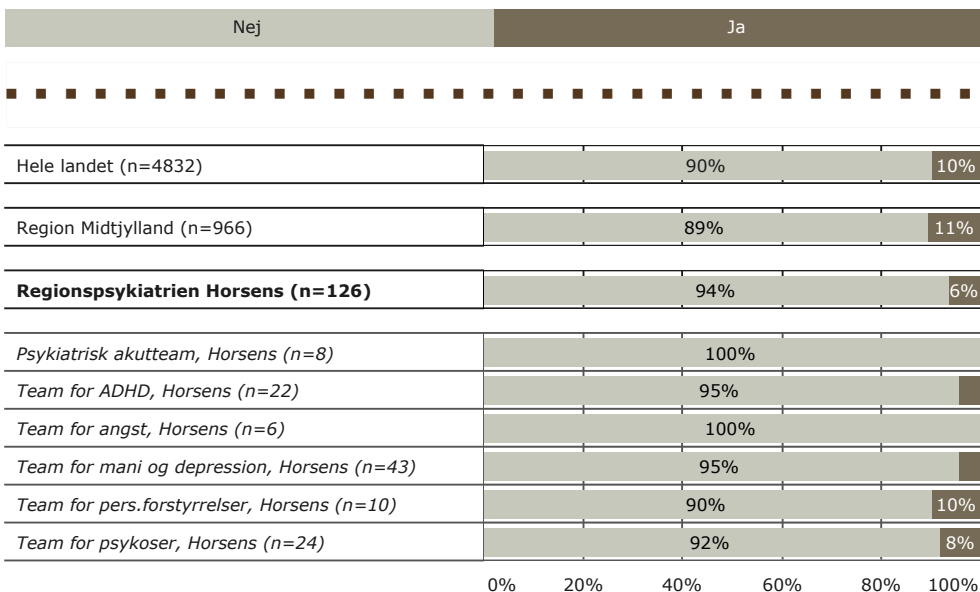 Nej Ja
Hele landet (n=4832) 90% 10%
Region Midtjylland (n=966) 89% 11%
Regionspsykiatrien Horsens (n=126) 94% 6%
Psykiatrisk akutteam, Horsens (n=8) 100%
Team for ADHD, Horsens (n=22) 95%
Team for angst, Horsens (n=6) 100%
Team for mani og depression, Horsens (n=43) 95%
Team for pers.forstyrrelser, Horsens (n=10) 90% 10%
Team for psykoser, Horsens (n=24) 92% 8%
0% 20% 40% 60% 80% 100%